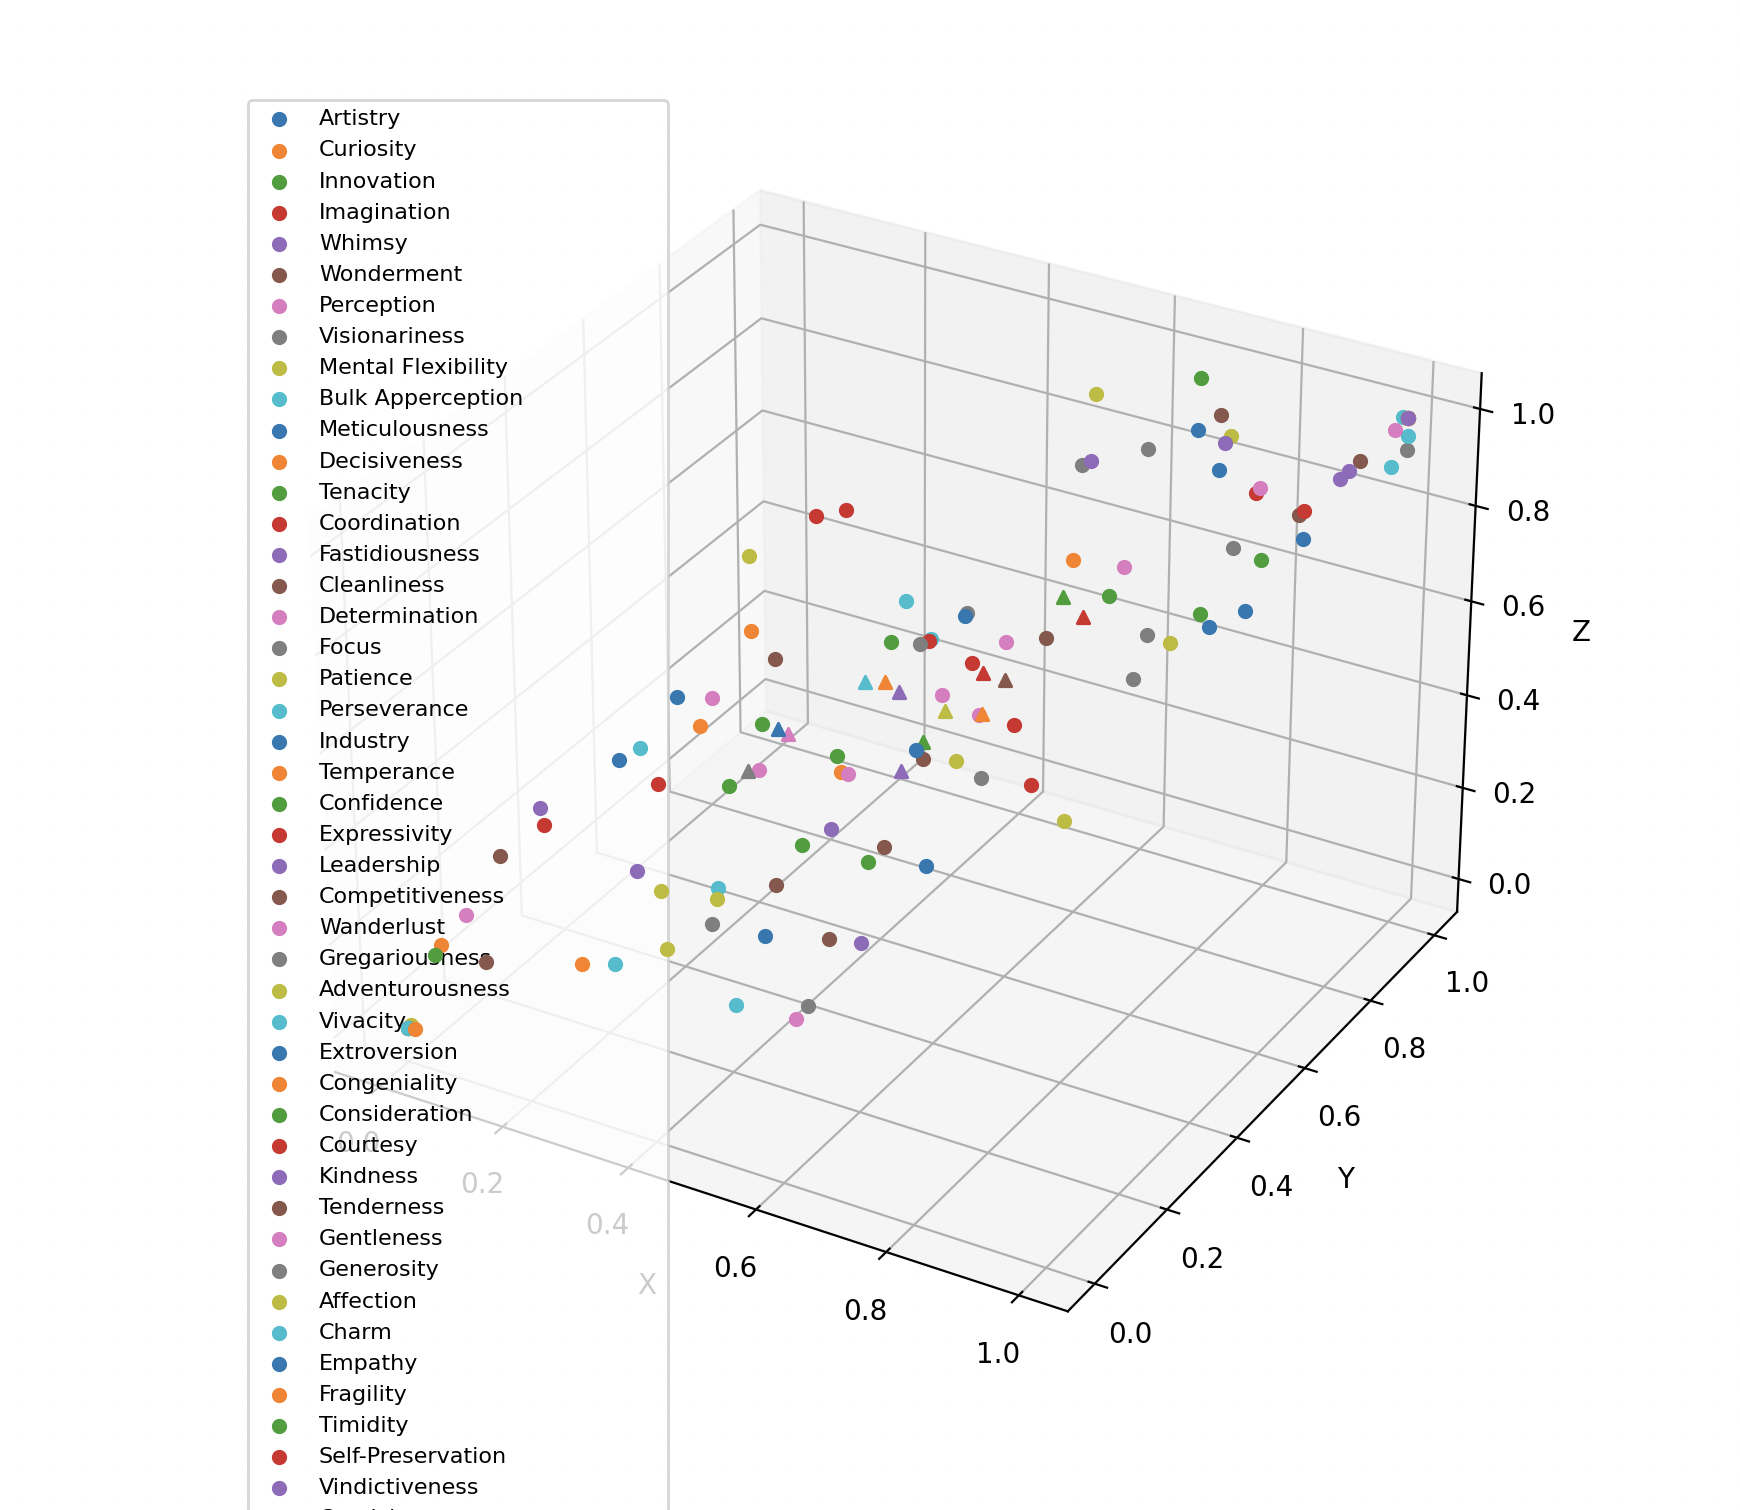 Artistry
Curiosity
Innovation
Imagination
Whimsy
Wonderment
Perception
Visionariness
Mental Flexibility
Bulk Apperception
Meticulousness
Decisiveness
Tenacity
Coordination
Fastidiousness
Cleanliness
Determination
Focus
Patience
Perseverance
Industry
Temperance
Confidence
Expressivity
Leadership
Competitiveness
Wanderlust
Gregariousness
Adventurousness
Vivacity
Extroversion
Congeniality
Consideration
Courtesy
Kindness
Tenderness
Gentleness
Generosity
Affection
Charm
Empathy
Fragility
Timidity
Self-Preservation
Vindictiveness
0.0
0.2
0.4
0.6
0.8
1.0
X
0.0
0.2
0.4
0.6
0.8
1.0
Y
1.0
0.8
0.6
0.4
0.2
0.0
Z